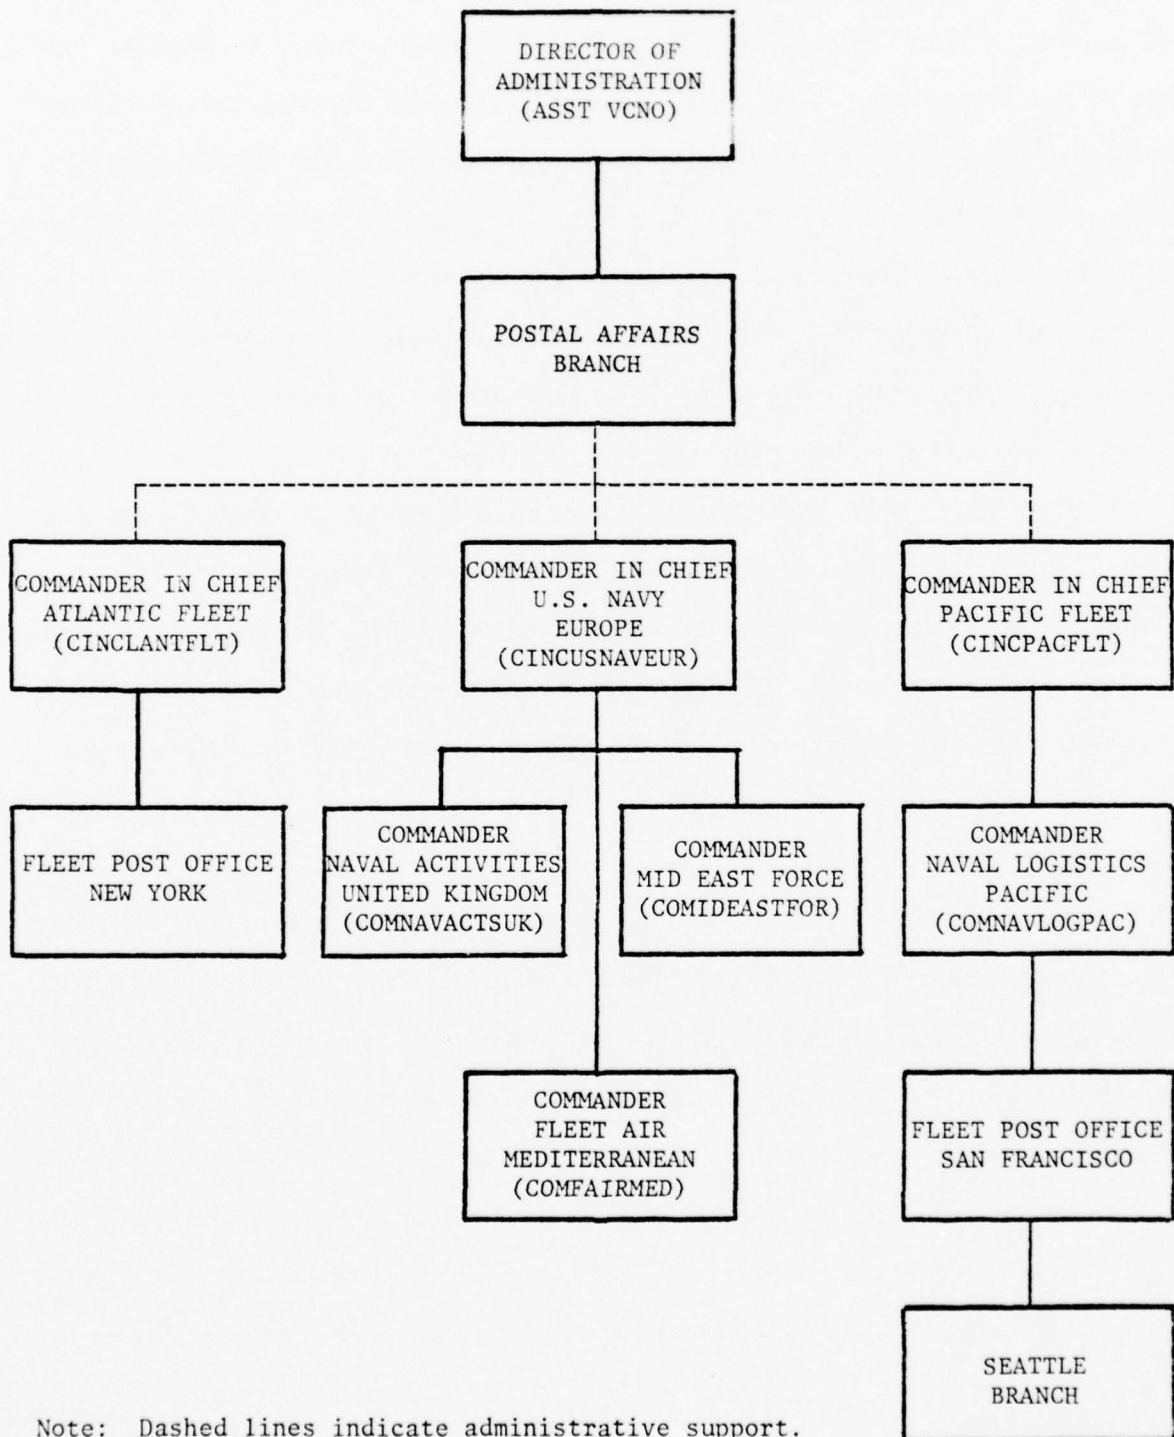 DIRECTOR OF
ADMINISTRATION
(ASST VCNO)
POSTAL AFFAIRS
BRANCH
COMMANDER IN CHIEF
ATLANTIC FLEET
(CINCLANTFLT)
COMMANDER IN CHIEF
U.S. NAVY
EUROPE
(CINCUSNAVEUR)
COMMANDER IN CHIEF
PACIFIC FLEET
(CINCPACFLT)
FLEET POST OFFICE
NEW YORK
COMMANDER
NAVAL ACTIVITIES
UNITED KINGDOM
(COMNAVACTSUK)
COMMANDER
MID EAST FORCE
(COMIDEASTFOR)
COMMANDER
NAVAL LOGISTICS
PACIFIC
(COMNAVLOGPAC)
COMMANDER
FLEET AIR
MEDITERRANEAN
(COMFAIRMED)
FLEET POST OFFICE
SAN FRANCISCO
SEATTLE
BRANCH
Note: Dashed lines indicate administrative support.